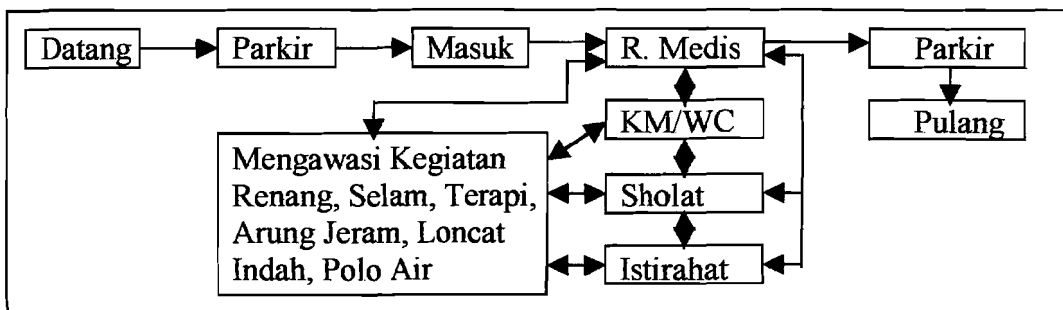 Datang
Parkir
Masuk
R. Medis
Parkir
KM/WC
Pulang
Mengawasi Kegiatan
Renang, Selam, Terapi,
Arung Jeram, Loncat
Indah, Polo Air
Sholat
Istirahat